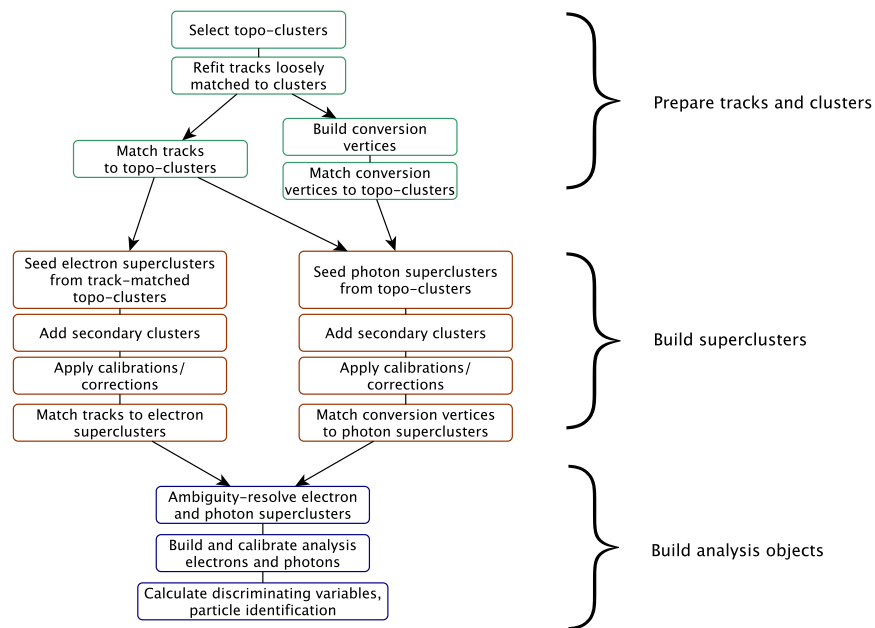 Select topo-clusters
Refit tracks loosely
matched to clusters
Build conversion
vertices
Match tracks
to topo-clusters
Match conversion
vertices to topo-clusters
Prepare tracks and clusters
Seed electron superclusters
from track-matched
topo-clusters
Add secondary clusters
Apply calibrations/
corrections
Match tracks to electron
superclusters
Seed photon superclusters
from topo-clusters
Add secondary clusters
Apply calibrations/
corrections
Match conversion vertices
to photon superclusters
Build superclusters
Ambiguity-resolve electron
and photon superclusters
Build and calibrate analysis
electrons and photons
Calculate discriminating variables,
particle identification
Build analysis objects